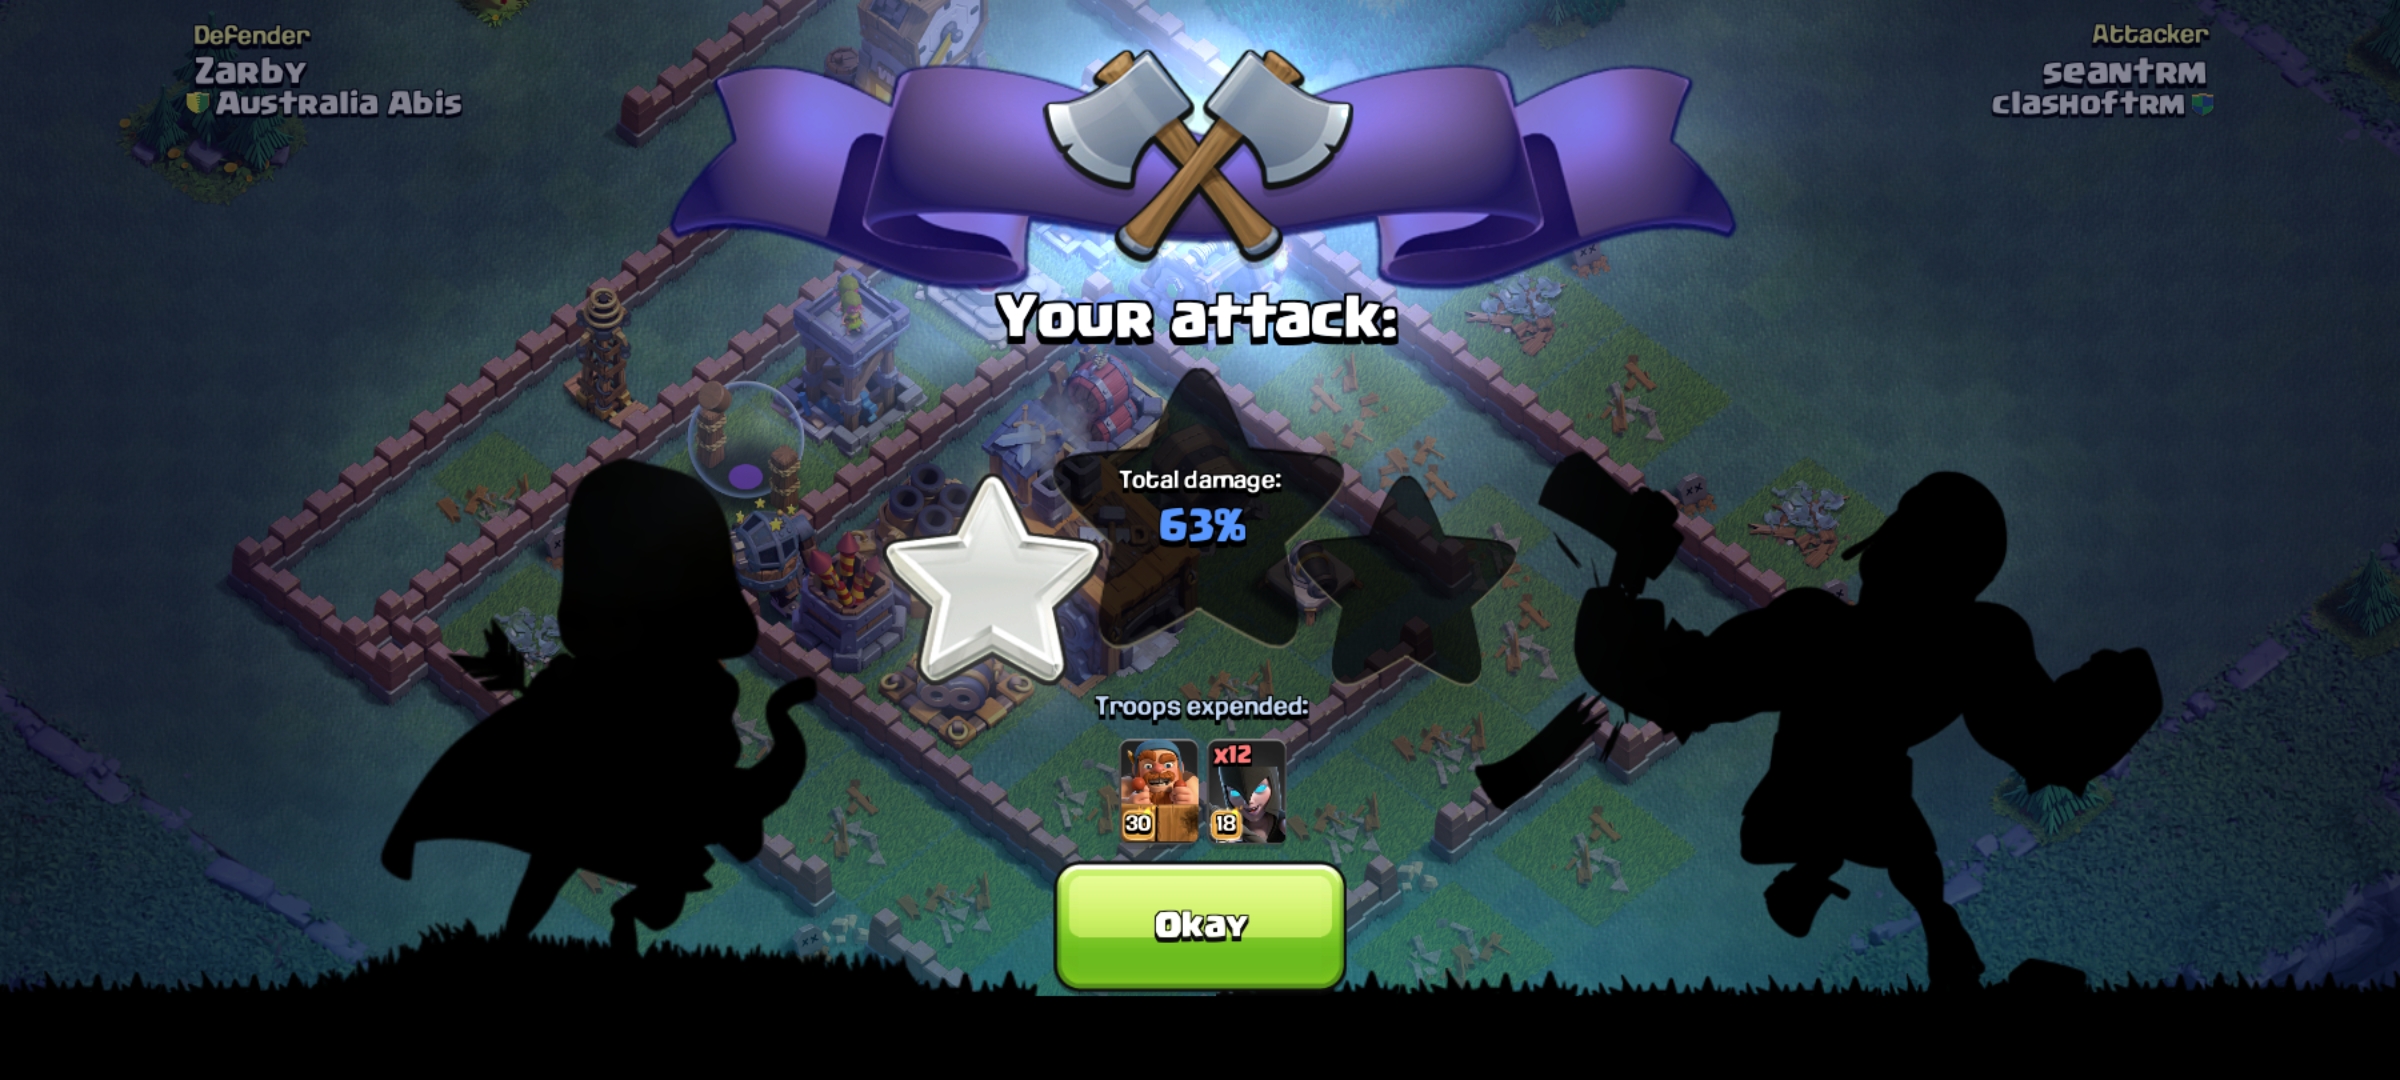 Defender
Zarby
Australia Abis
Attacker
seantRM
clashoftRM
Your attack:
Total damage:
63%
Troops expended:
x12
30
18
Okay